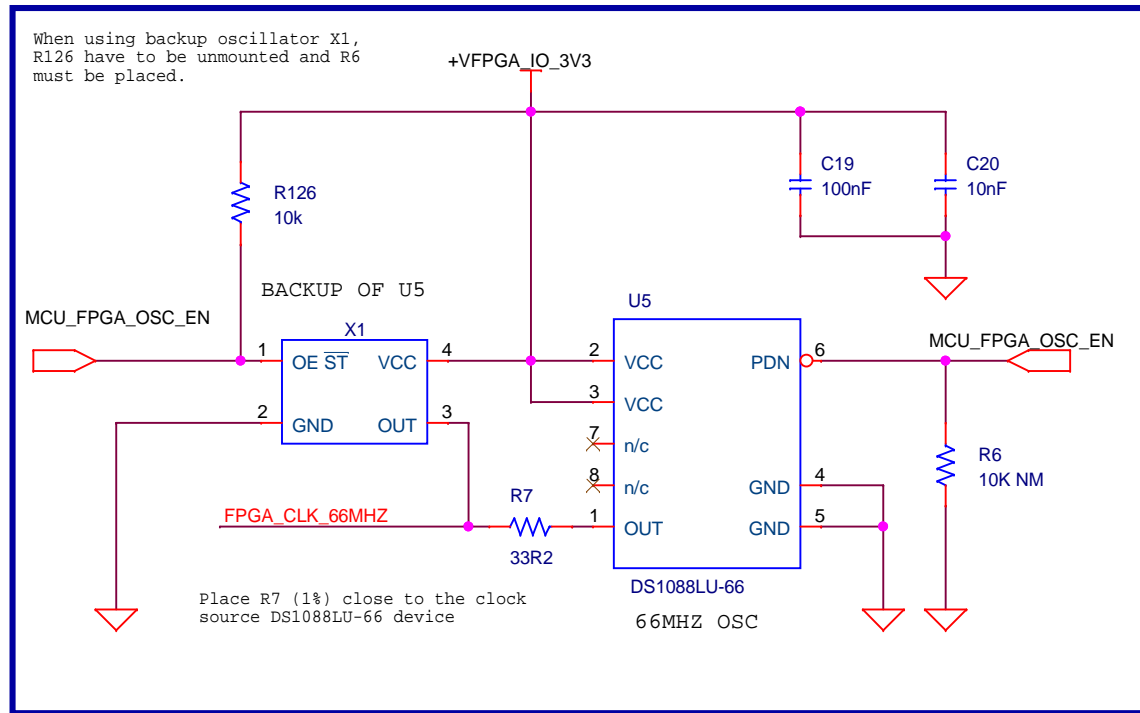 When using backup oscillator X1,
R126 have to be unmounted and R6
must be placed.
+VFPGA_IO_3V3
R126
10k
C19
100nF
C20
10nF
BACKUP OF U5
MCU_FPGA_OSC_EN
X1
1
OE ST
VCC
4
2
GND
OUT
3
U5
2
VCC
3
VCC
7
n/c
8
n/c
1
OUT
PDN
6
GND
4
GND
5
MCU_FPGA_OSC_EN
R6
10K NM
FPGA_CLK_66MHZ
R7
33R2
DS1088LU-66
66MHZ OSC
Place R7 (1%) close to the clock
source DS1088LU-66 device